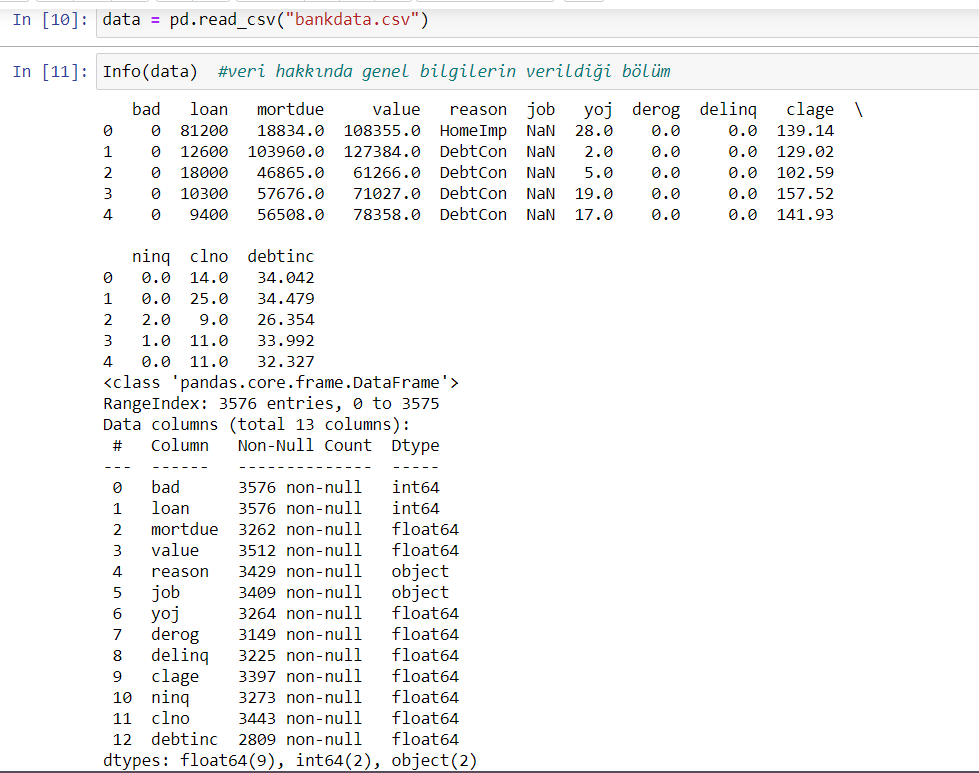 In [10]: data = pd.read_csv("bankdata.csv")
In [11]: Info(data)  #veri hakkında genel bilgilerin verildiği bölüm
   bad   loan   mortdue     value   reason  job   yoj  derog  delinq   clage  \
0    0  81200   18834.0  108355.0  HomeImp  NaN  28.0    0.0     0.0  139.14
1    0  12600  103960.0  127384.0  DebtCon  NaN   2.0    0.0     0.0  129.02
2    0  18000   46865.0   61266.0  DebtCon  NaN   5.0    0.0     0.0  102.59
3    0  10300   57676.0   71027.0  DebtCon  NaN  19.0    0.0     0.0  157.52
4    0   9400   56508.0   78358.0  DebtCon  NaN  17.0    0.0     0.0  141.93
   ninq  clno  debtinc
0   0.0  14.0   34.042
1   0.0  25.0   34.479
2   2.0   9.0   26.354
3   1.0  11.0   33.992
4   0.0  11.0   32.327
<class 'pandas.core.frame.DataFrame'>
RangeIndex: 3576 entries, 0 to 3575
Data columns (total 13 columns):
 #   Column   Non-Null Count  Dtype
---  ------   --------------  -----
 0   bad      3576 non-null   int64
 1   loan     3576 non-null   int64
 2   mortdue  3262 non-null   float64
 3   value    3512 non-null   float64
 4   reason   3429 non-null   object
 5   job      3409 non-null   object
 6   yoj      3264 non-null   float64
 7   derog    3149 non-null   float64
 8   delinq   3225 non-null   float64
 9   clage    3397 non-null   float64
 10  ninq     3273 non-null   float64
 11  clno     3443 non-null   float64
 12  debtinc  2809 non-null   float64
dtypes: float64(9), int64(2), object(2)